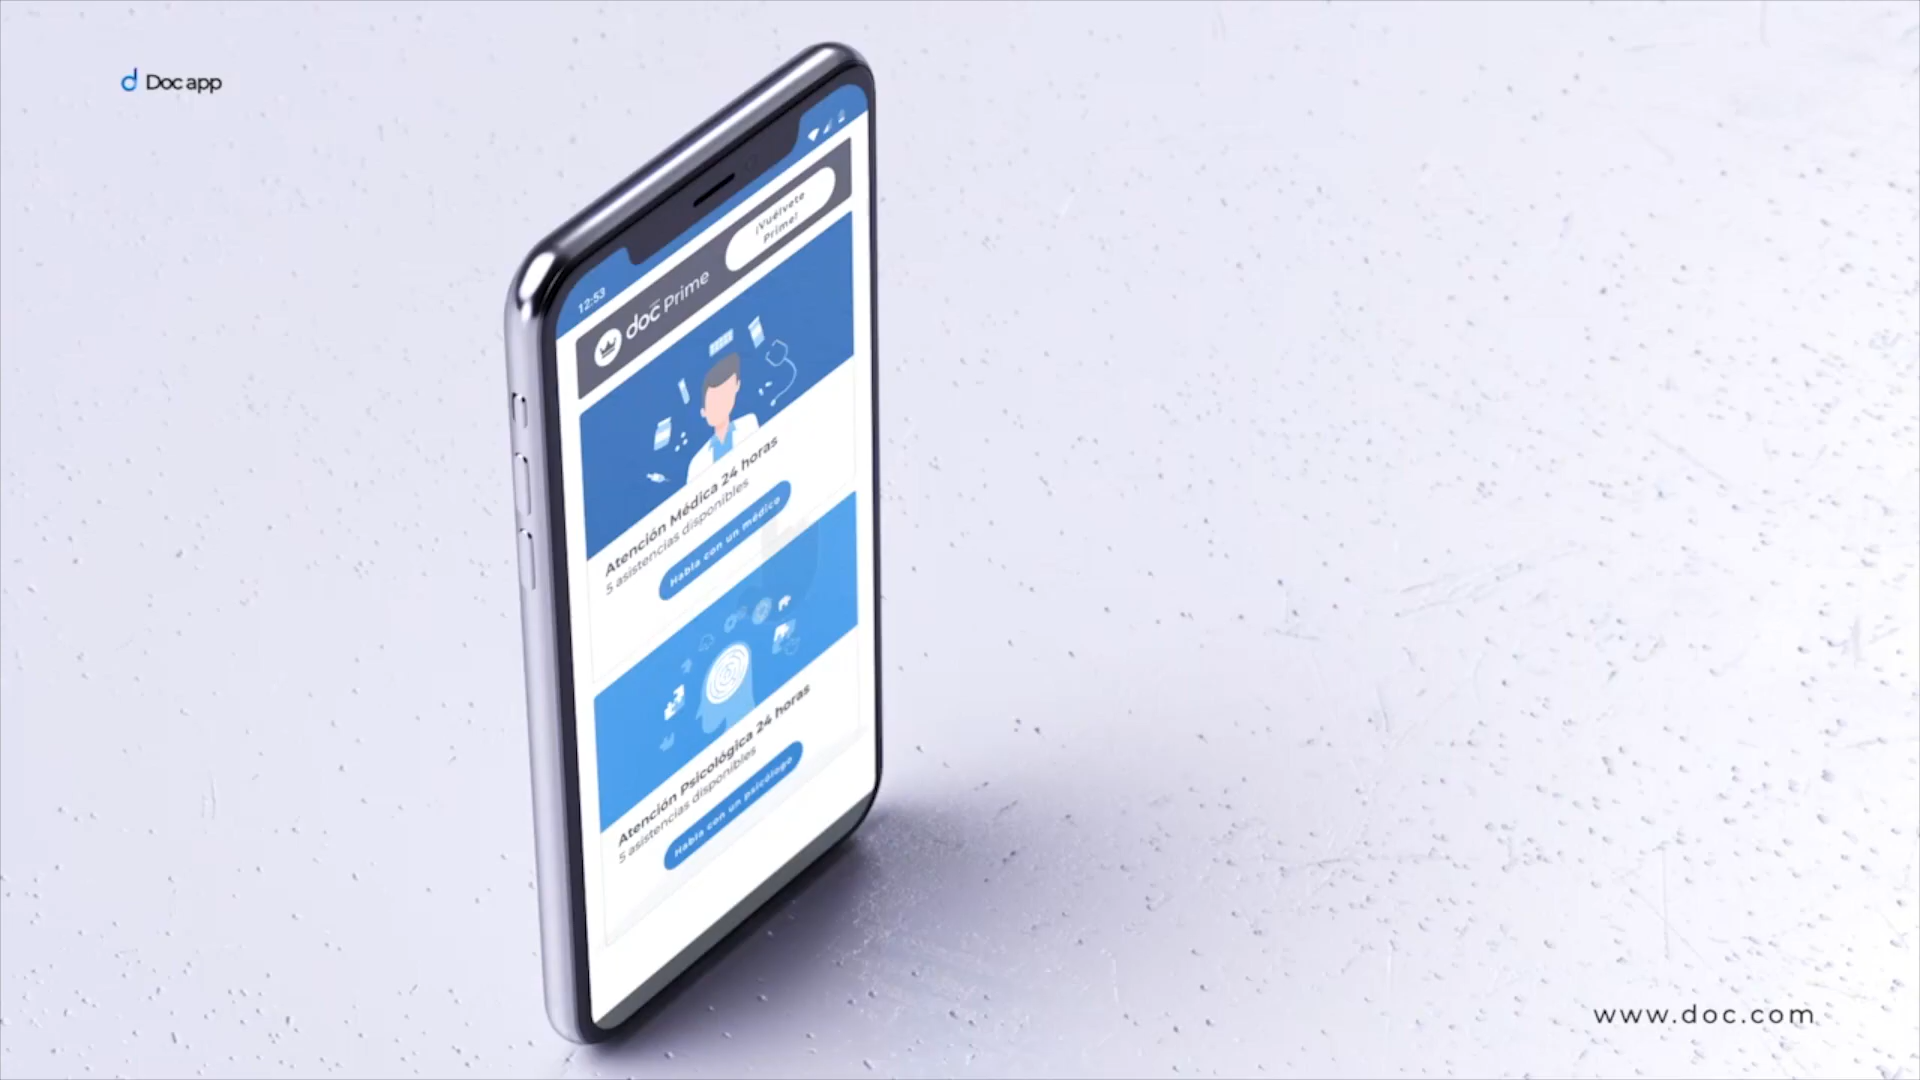 Doc app
12:53
doc Prime
¡Vuélvete
Prime!
Atención Médica 24 horas
5 asistencias disponibles
Habla con un médico
Atención Psicológica 24 horas
5 asistencias disponibles
Habla con un psicólogo
www.doc.com